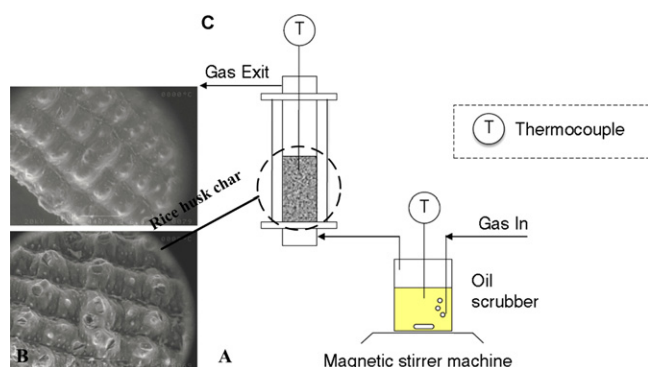 C
T
Gas Exit
T
Thermocouple
Rice husk char
T
Gas In
Oil
scrubber
B
A
Magnetic stirrer machine